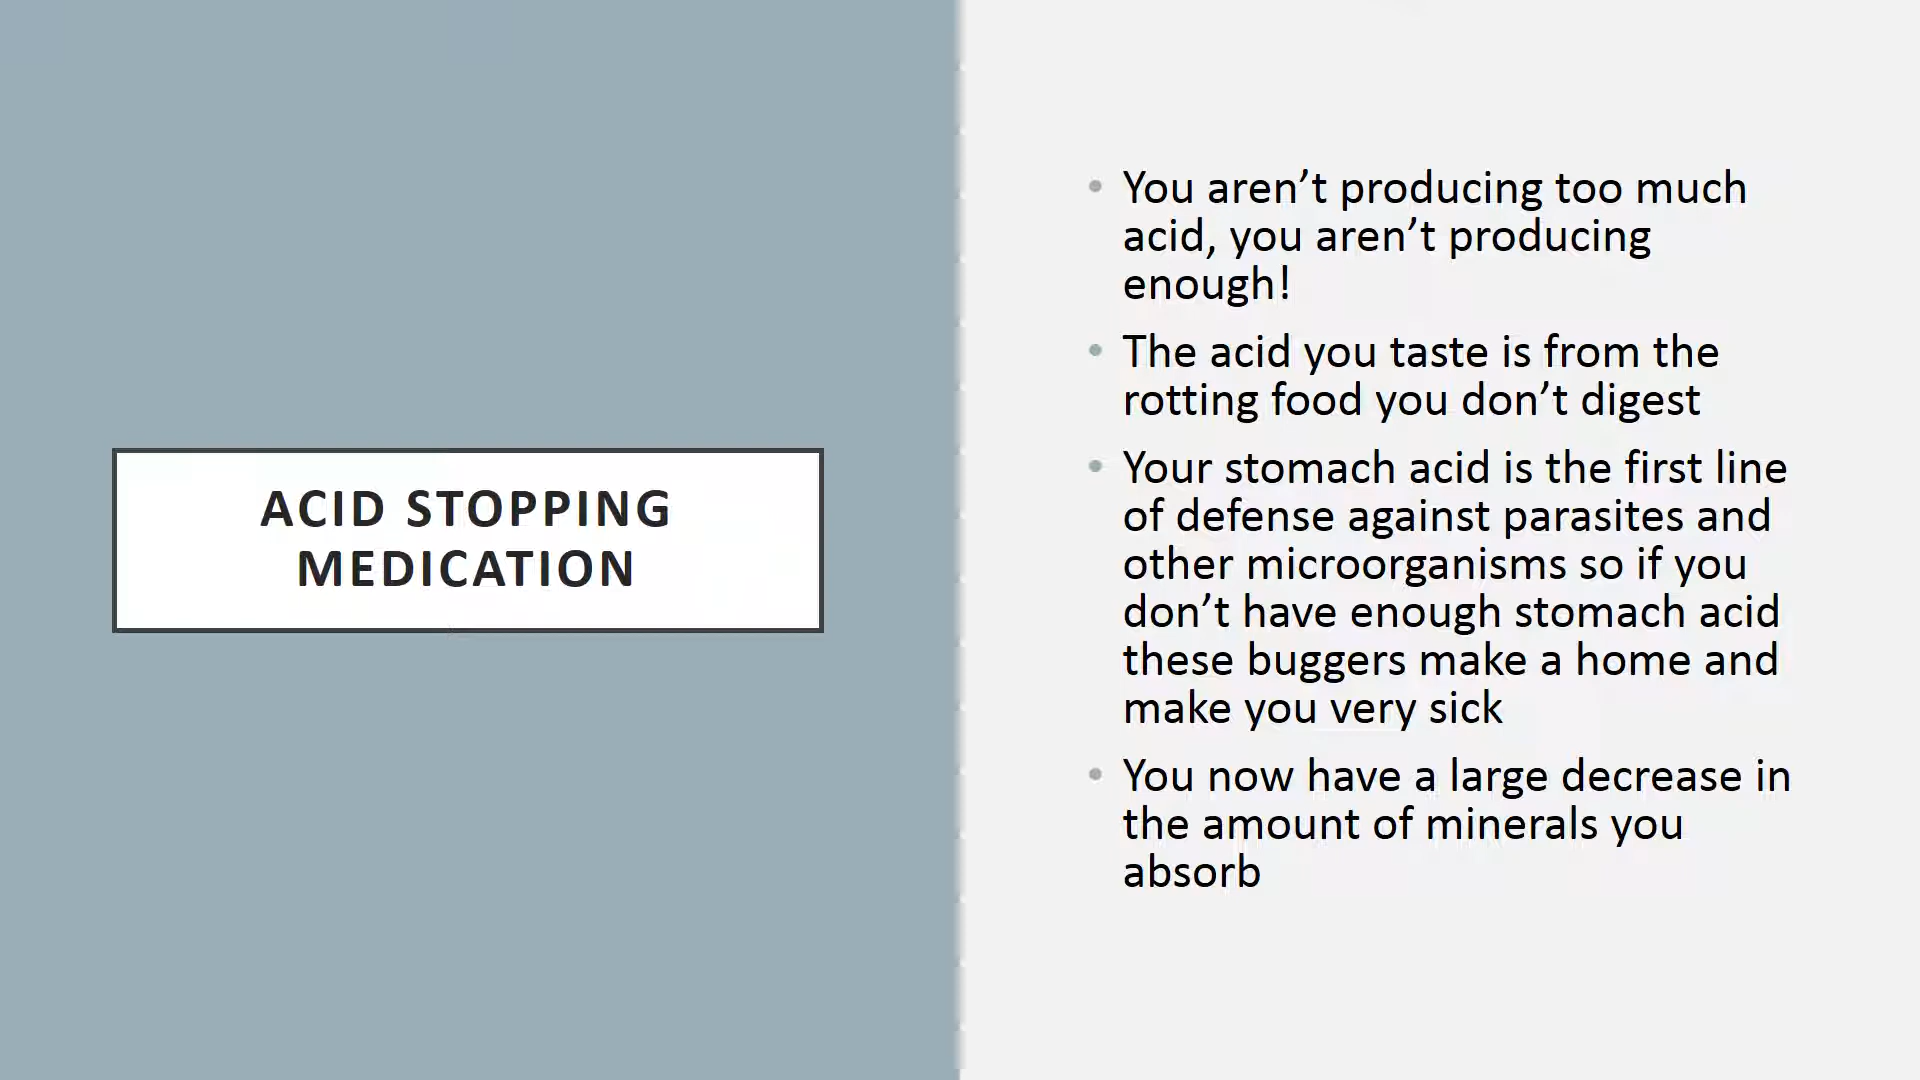 ACID STOPPING
MEDICATION
• You aren’t producing too much
acid, you aren’t producing
enough!
• The acid you taste is from the
rotting food you don’t digest
• Your stomach acid is the first line
of defense against parasites and
other microorganisms so if you
don’t have enough stomach acid
these buggers make a home and
make you very sick
• You now have a large decrease in
the amount of minerals you
absorb